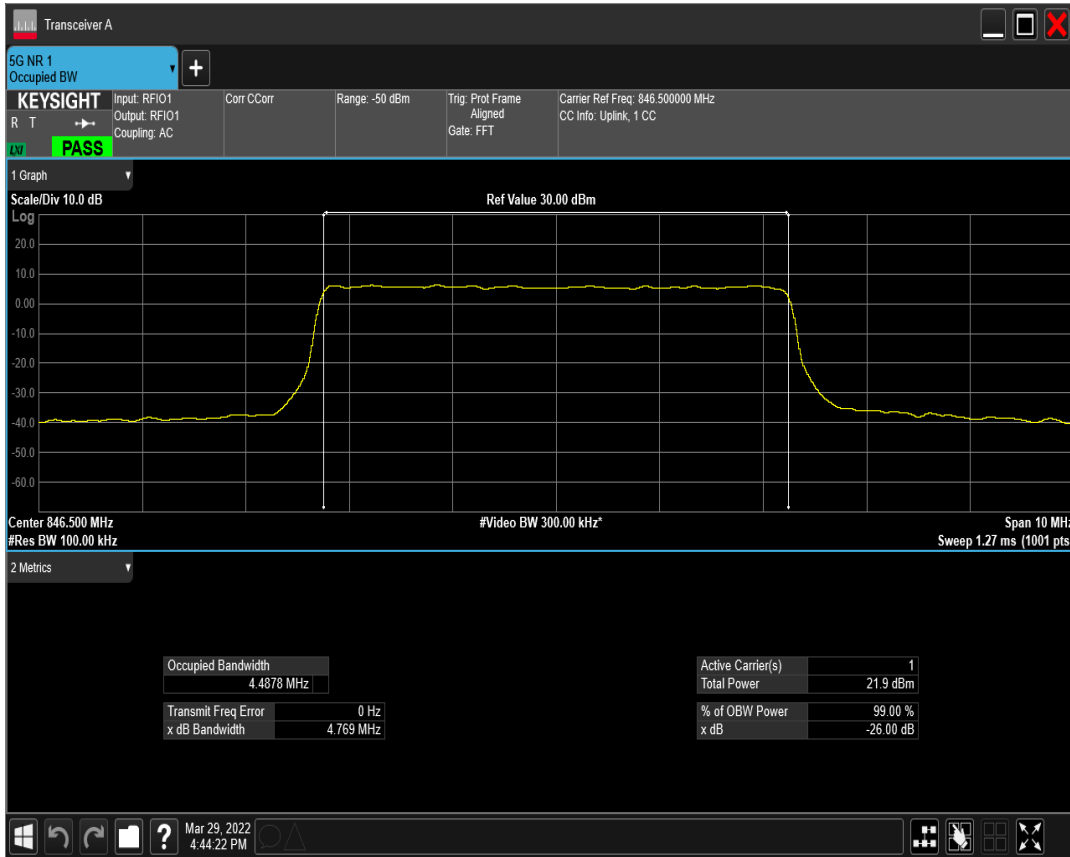 Transceiver A
5G NR 1
Occupied BW
KEYSIGHT
R T
LXI
PASS
Input: RFIO1
Output: RFIO1
Coupling: AC
Corr CCorr
Range: -50 dBm
Trig: Prot Frame
Aligned
Gate: FFT
Carrier Ref Freq: 846.500000 MHz
CC Info: Uplink, 1 CC
1 Graph
Scale/Div 10.0 dB
Ref Value 30.00 dBm
Log
20.0
10.0
0.00
-10.0
-20.0
-30.0
-40.0
-50.0
-60.0
Center 846.500 MHz
#Video BW 300.00 kHz*
Span 10 MHz
#Res BW 100.00 kHz
Sweep 1.27 ms (1001 pts
2 Metrics
Occupied Bandwidth
4.4878 MHz
Transmit Freq Error 0 Hz
x dB Bandwidth 4.769 MHz
Active Carrier(s) 1
Total Power 21.9 dBm
% of OBW Power 99.00 %
x dB -26.00 dB
?
Mar 29, 2022
4:44:22 PM